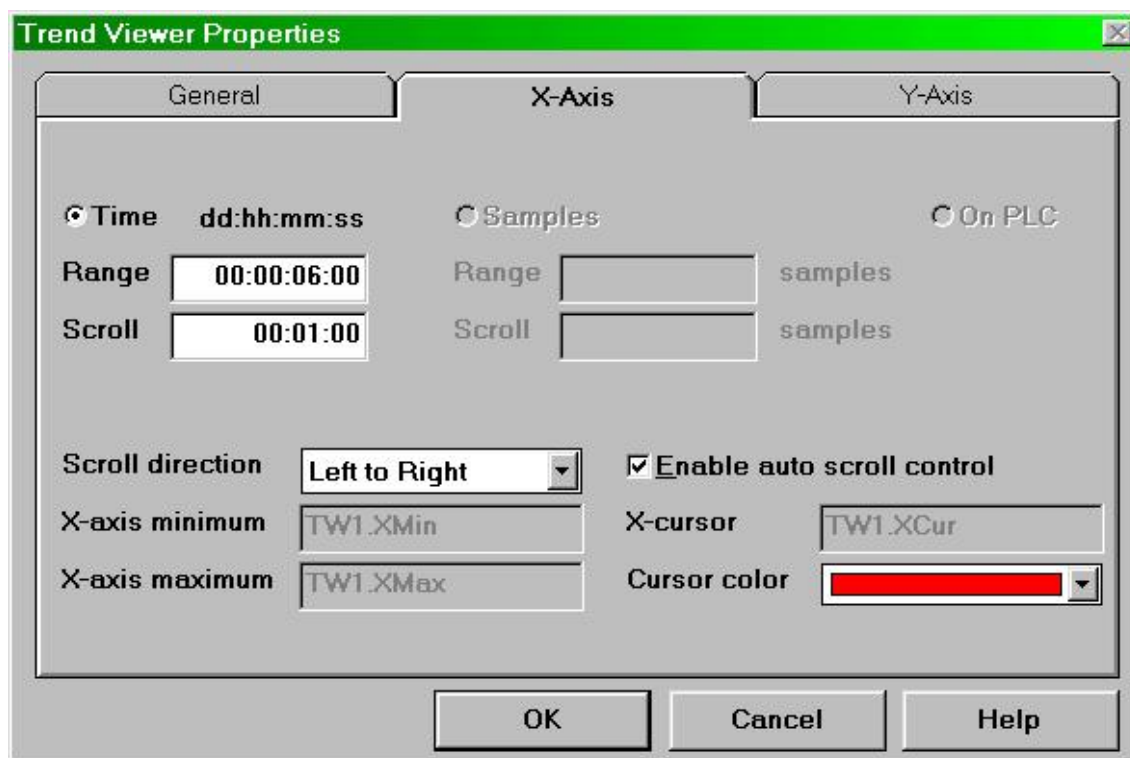 Trend Viewer Properties
General X-Axis Y-Axis
Time dd:hh:mm:ss Samples On PLC
Range 00:00:06:00 Range samples
Scroll 00:01:00 Scroll samples
Scroll direction Left to Right Enable auto scroll control
X-axis minimum TW1.XMin X-cursor TW1.XCur
X-axis maximum TW1.XMax Cursor color
OK Cancel Help